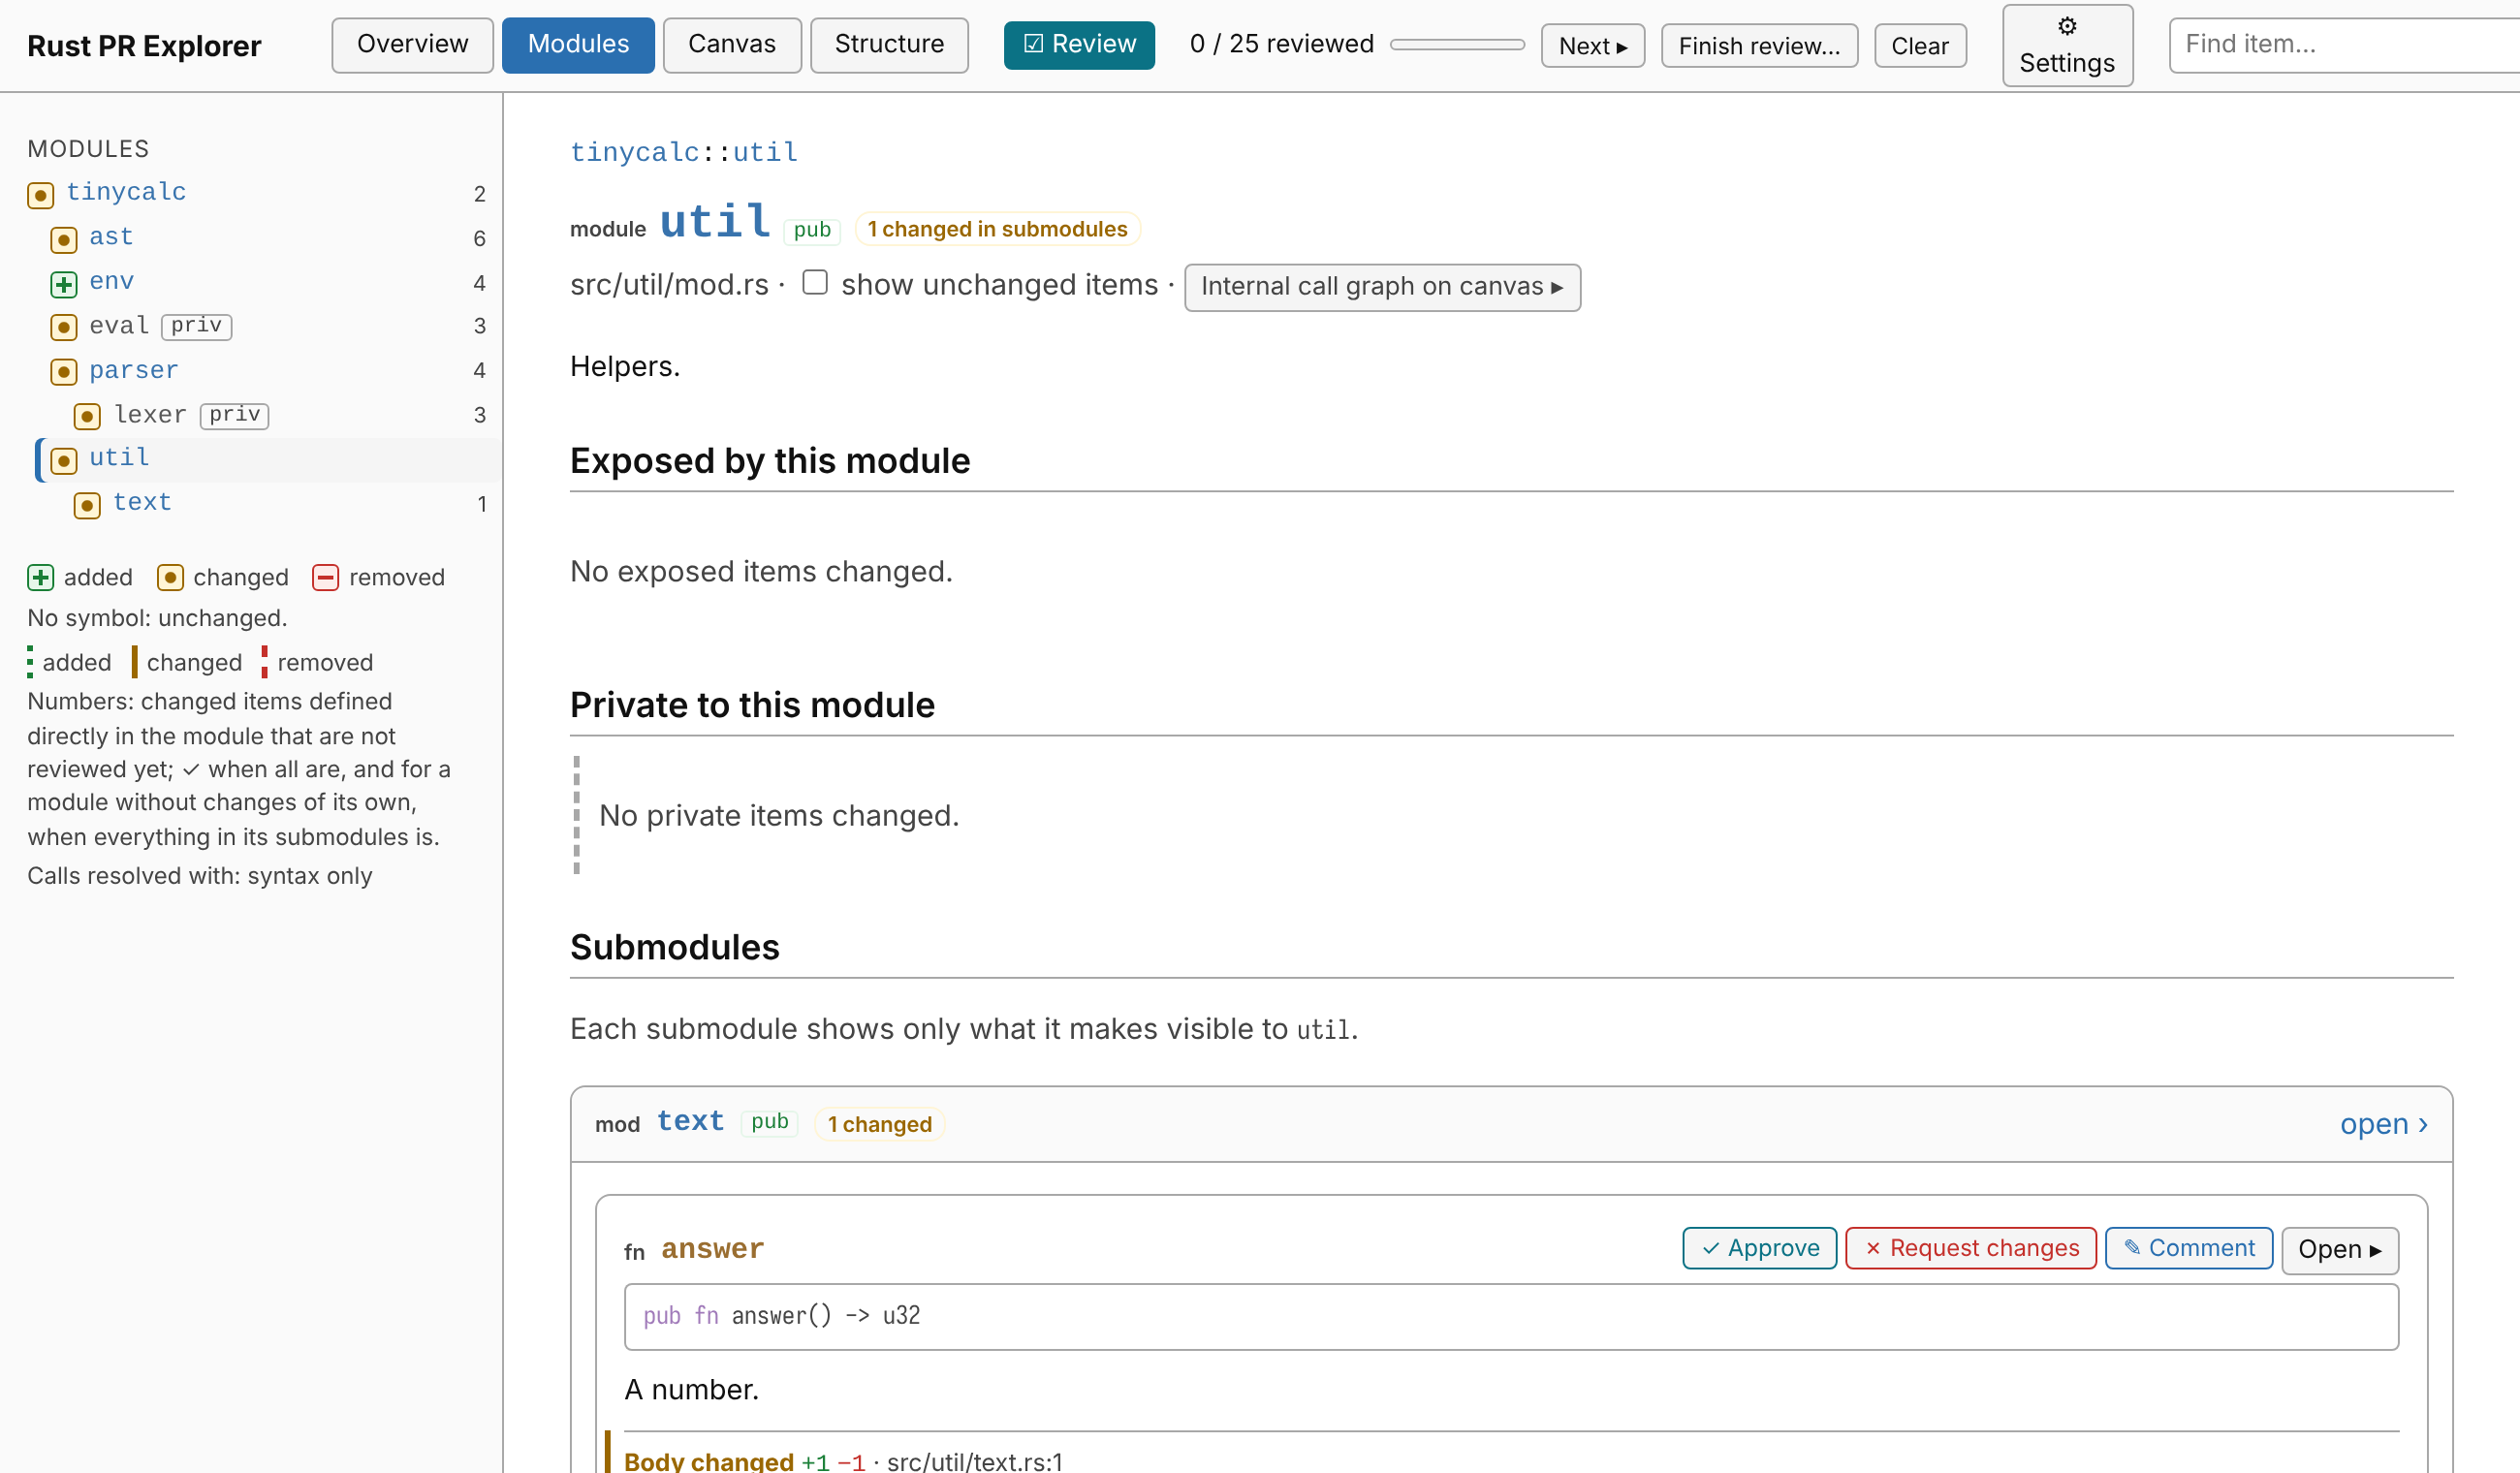 Rust PR Explorer
Overview
Modules
Canvas
Structure
☑ Review
0 / 25 reviewed
Next ▸
Finish review...
Clear
⚙ Settings
Find item...
MODULES
tinycalc 2
ast 6
env 4
eval priv 3
parser 4
lexer priv 3
util
text 1
added changed removed
No symbol: unchanged.
added changed removed
Numbers: changed items defined
directly in the module that are not
reviewed yet; ✓ when all are, and for a
module without changes of its own,
when everything in its submodules is.
Calls resolved with: syntax only
tinycalc::util
module util pub 1 changed in submodules
src/util/mod.rs · show unchanged items · Internal call graph on canvas ▸
Helpers.
Exposed by this module
No exposed items changed.
Private to this module
No private items changed.
Submodules
Each submodule shows only what it makes visible to util.
mod text pub 1 changed open ›
fn answer ✓ Approve × Request changes ✎ Comment Open ▸
pub fn answer() -> u32
A number.
Body changed +1 −1 · src/util/text.rs:1